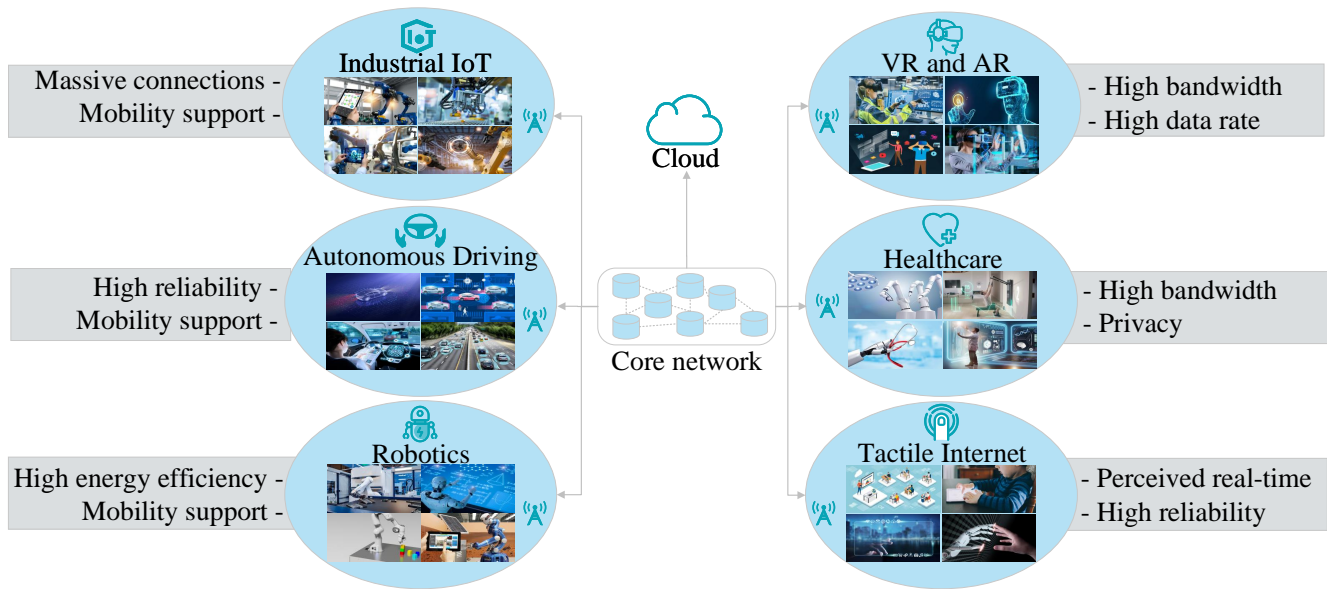 IoT
Industrial IoT
Massive connections -
Mobility support -
VR and AR
- High bandwidth
- High data rate
Cloud
Autonomous Driving
High reliability -
Mobility support -
Healthcare
- High bandwidth
- Privacy
Core network
Robotics
High energy efficiency -
Mobility support -
Tactile Internet
- Perceived real-time
- High reliability